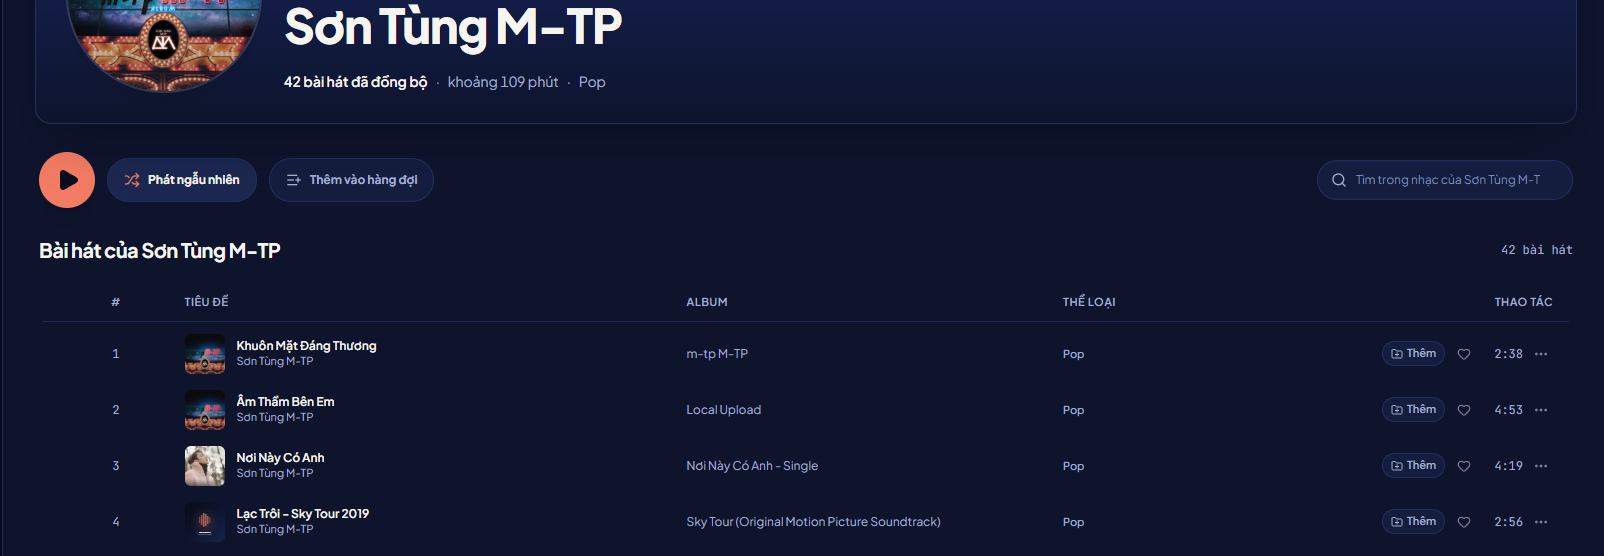 Sơn Tùng M-TP
42 bài hát đã đồng bộ · khoảng 109 phút · Pop
Phát ngẫu nhiên
Thêm vào hàng đợi
Tìm trong nhạc của Sơn Tùng M-T
Bài hát của Sơn Tùng M-TP
42 bài hát
# TIÊU ĐỀ ALBUM THỂ LOẠI THAO TÁC
1 Khuôn Mặt Đáng Thương m-tp M-TP Pop Thêm 2:38
Sơn Tùng M-TP
2 Âm Thầm Bên Em Local Upload Pop Thêm 4:53
Sơn Tùng M-TP
3 Nơi Này Có Anh Nơi Này Có Anh - Single Pop Thêm 4:19
Sơn Tùng M-TP
4 Lạc Trôi - Sky Tour 2019 Sky Tour (Original Motion Picture Soundtrack) Pop Thêm 2:56
Sơn Tùng M-TP